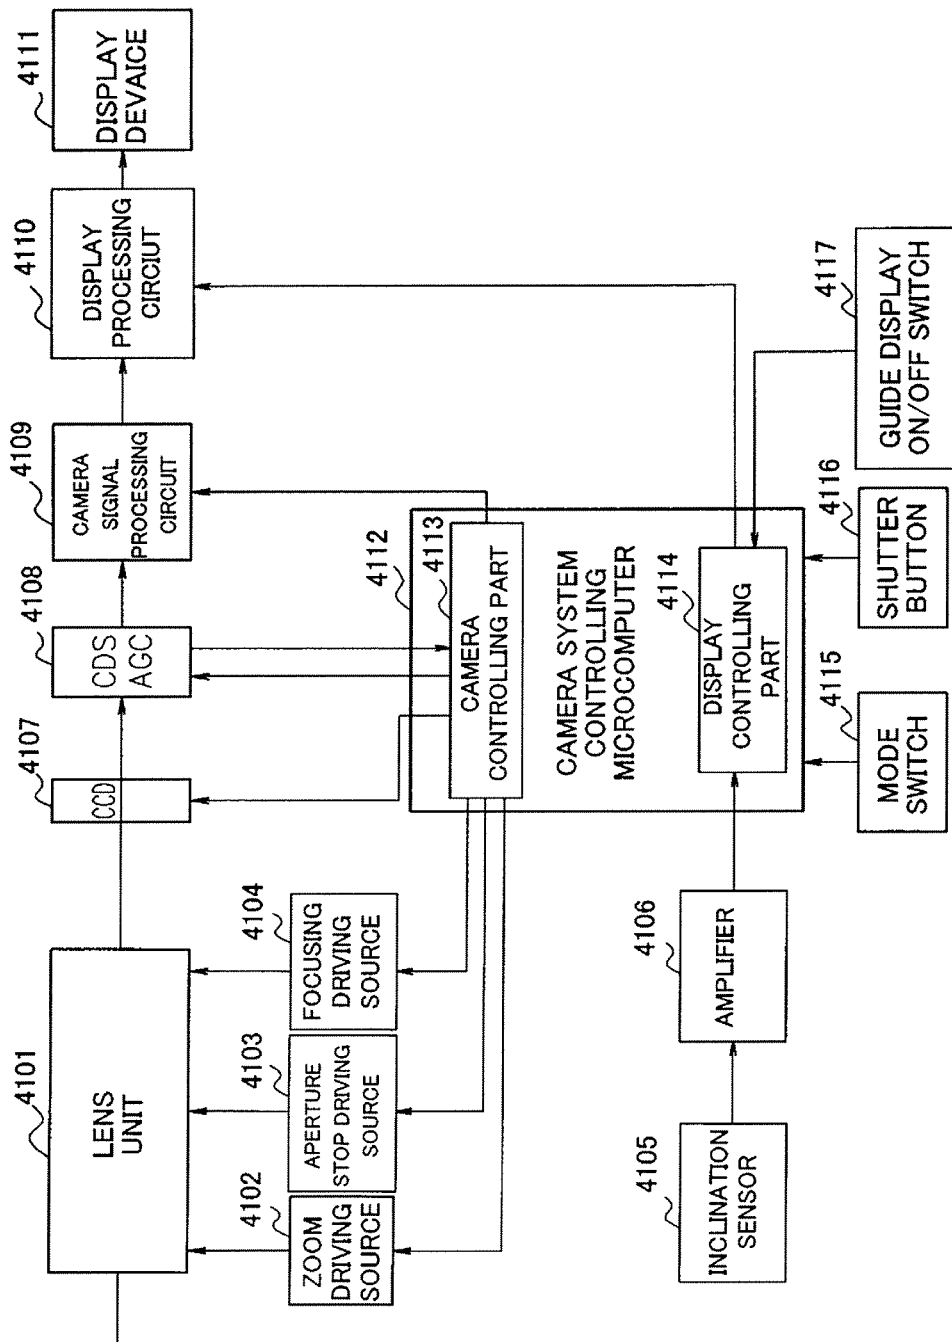 4101
LENS
UNIT
4107
CCD
4108
CDS
AGC
4109
CAMERA
SIGNAL
PROCESSING
CIRCUIT
4110
DISPLAY
PROCESSING
CIRCIUT
4111
DISPLAY
DEVAICE
4102
ZOOM
DRIVING
SOURCE
4103
APERTURE
STOP DRIVING
SOURCE
4104
FOCUSING
DRIVING
SOURCE
4112
4113
CAMERA
CONTROLLING PART
CAMERA SYSTEM
CONTROLLING
MICROCOMPUTER
4114
DISPLAY
CONTROLLING
PART
4105
INCLINATION
SENSOR
4106
AMPLIFIER
4115
MODE
SWITCH
4116
SHUTTER
BUTTON
4117
GUIDE DISPLAY
ON/OFF SWITCH